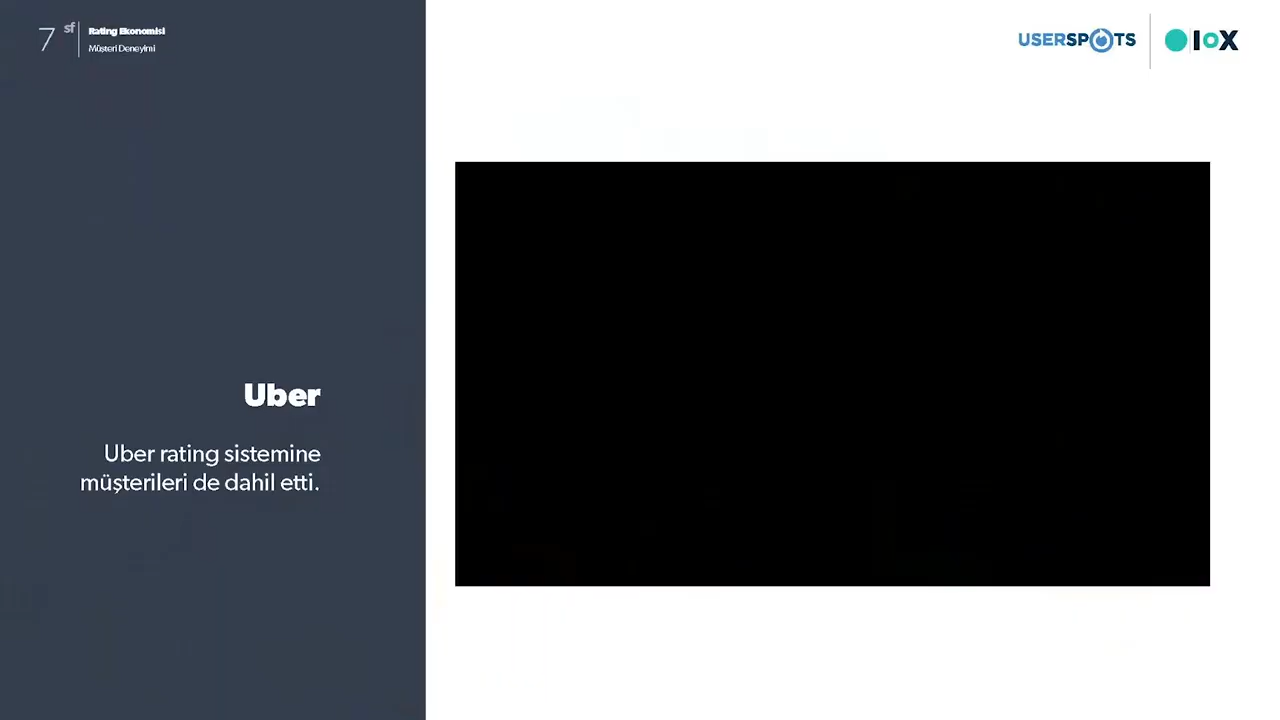 7 sf
Rating Ekonomisi
Müşteri Deneyimi
USERSPOTS
IoX
Uber
Uber rating sistemine
müşterileri de dahil etti.